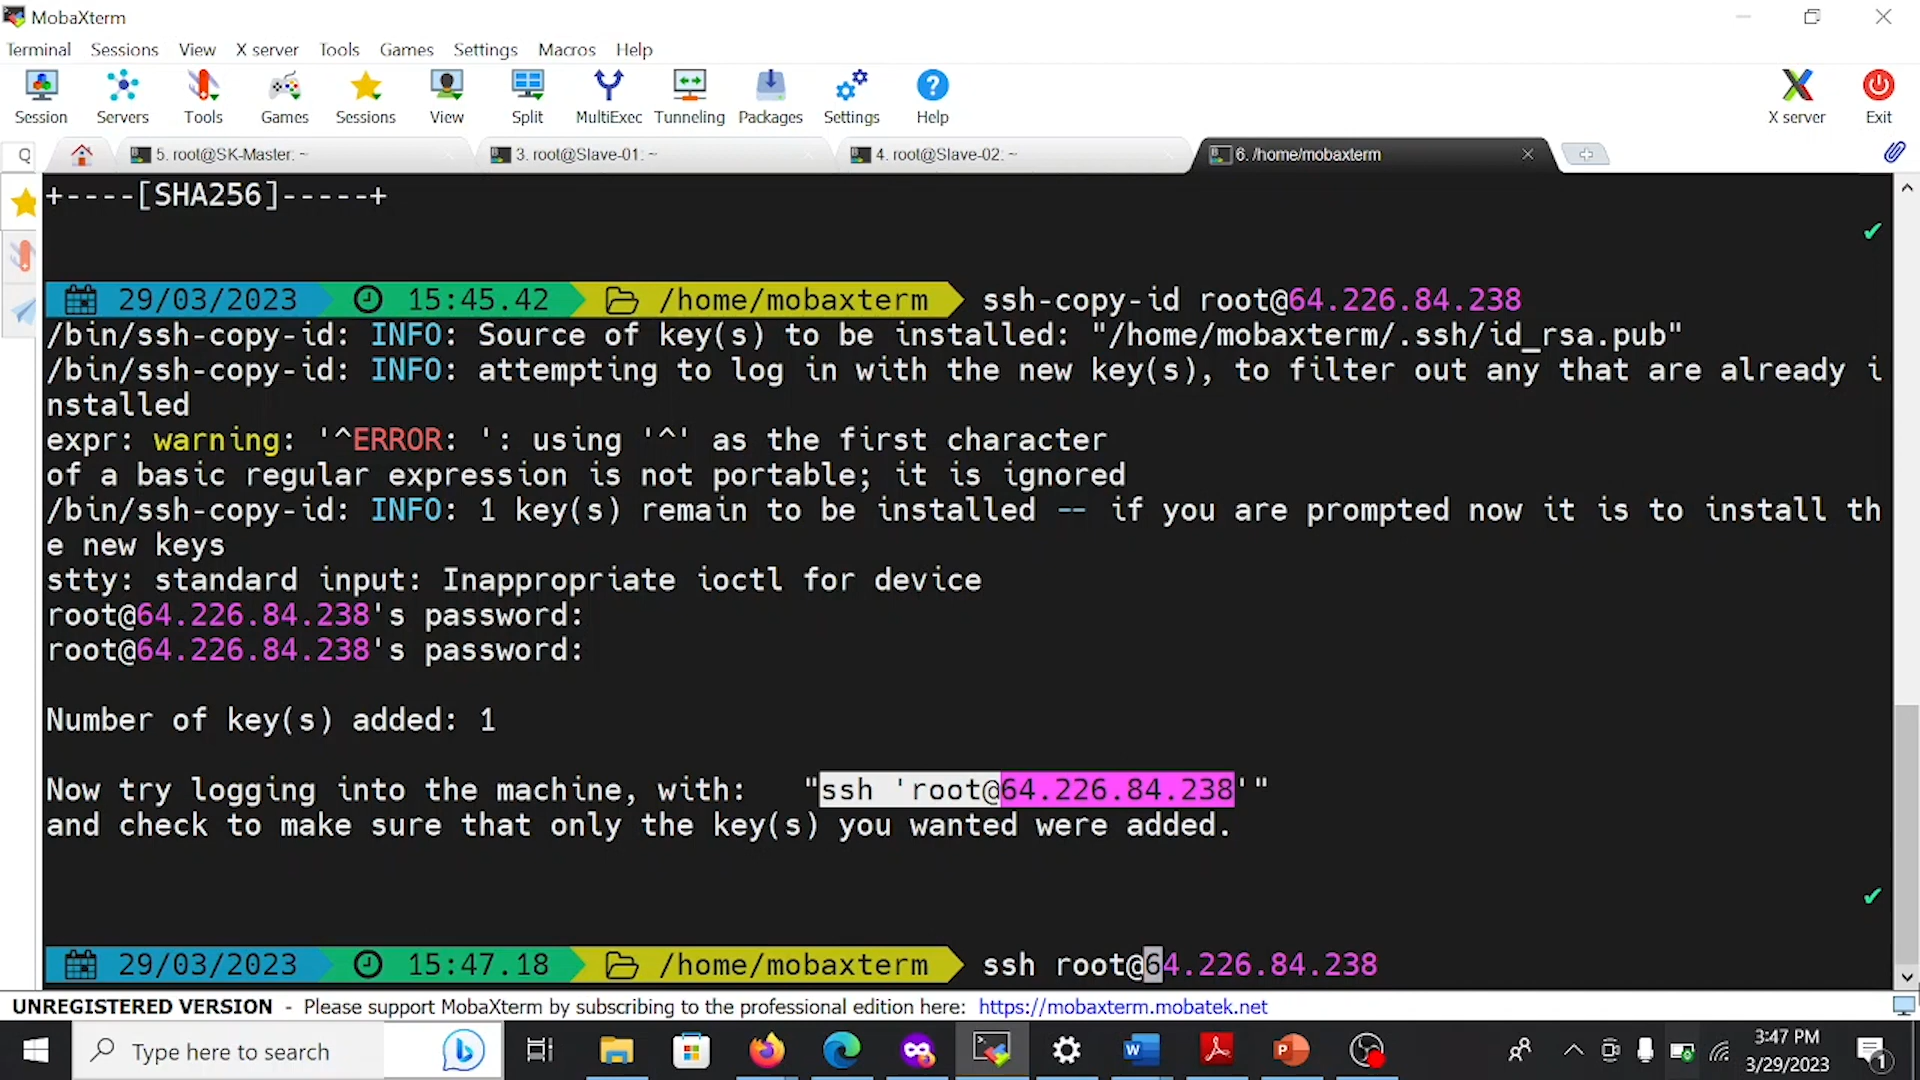 MobaXterm
Terminal Sessions View X server Tools Games Settings Macros Help
Session Servers Tools Games Sessions View Split MultiExec Tunneling Packages Settings Help X server Exit
Q 5. root@SK-Master: ~ 3. root@Slave-01: ~ 4. root@Slave-02: ~ 6. /home/mobaxterm
+----[SHA256]-----+
29/03/2023 15:45.42 /home/mobaxterm ssh-copy-id root@64.226.84.238
/bin/ssh-copy-id: INFO: Source of key(s) to be installed: "/home/mobaxterm/.ssh/id_rsa.pub"
/bin/ssh-copy-id: INFO: attempting to log in with the new key(s), to filter out any that are already i
nstalled
expr: warning: '^ERROR: ': using '^' as the first character
of a basic regular expression is not portable; it is ignored
/bin/ssh-copy-id: INFO: 1 key(s) remain to be installed -- if you are prompted now it is to install th
e new keys
stty: standard input: Inappropriate ioctl for device
root@64.226.84.238's password:
root@64.226.84.238's password:
Number of key(s) added: 1
Now try logging into the machine, with:   "ssh 'root@64.226.84.238'"
and check to make sure that only the key(s) you wanted were added.
29/03/2023 15:47.18 /home/mobaxterm ssh root@64.226.84.238
UNREGISTERED VERSION - Please support MobaXterm by subscribing to the professional edition here: https://mobaxterm.mobatek.net
Type here to search
3:47 PM
3/29/2023
1